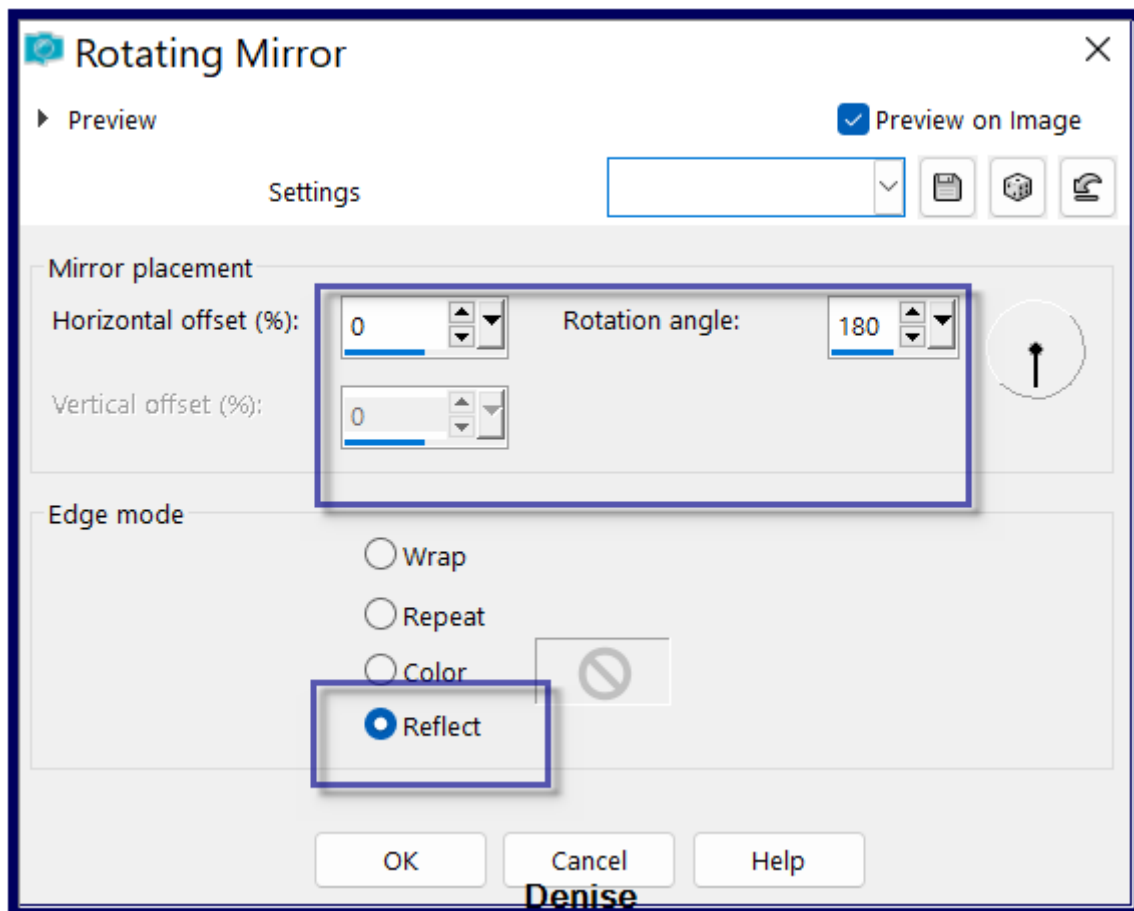 Rotating Mirror
Preview
Preview on Image
Settings
Mirror placement
Horizontal offset (%): 0 Rotation angle: 180
Vertical offset (%): 0
Edge mode
Wrap
Repeat
Color
Reflect
OK Cancel Help
Denise